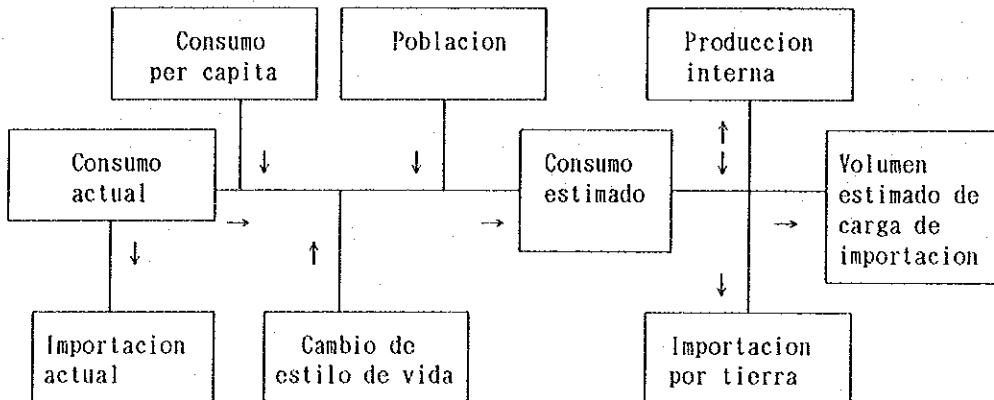 Consumo
per capita
Poblacion
Produccion
interna
Consumo
actual
Consumo
estimado
Volumen
estimado de
carga de
importacion
Importacion
actual
Cambio de
estilo de vida
Importacion
por tierra